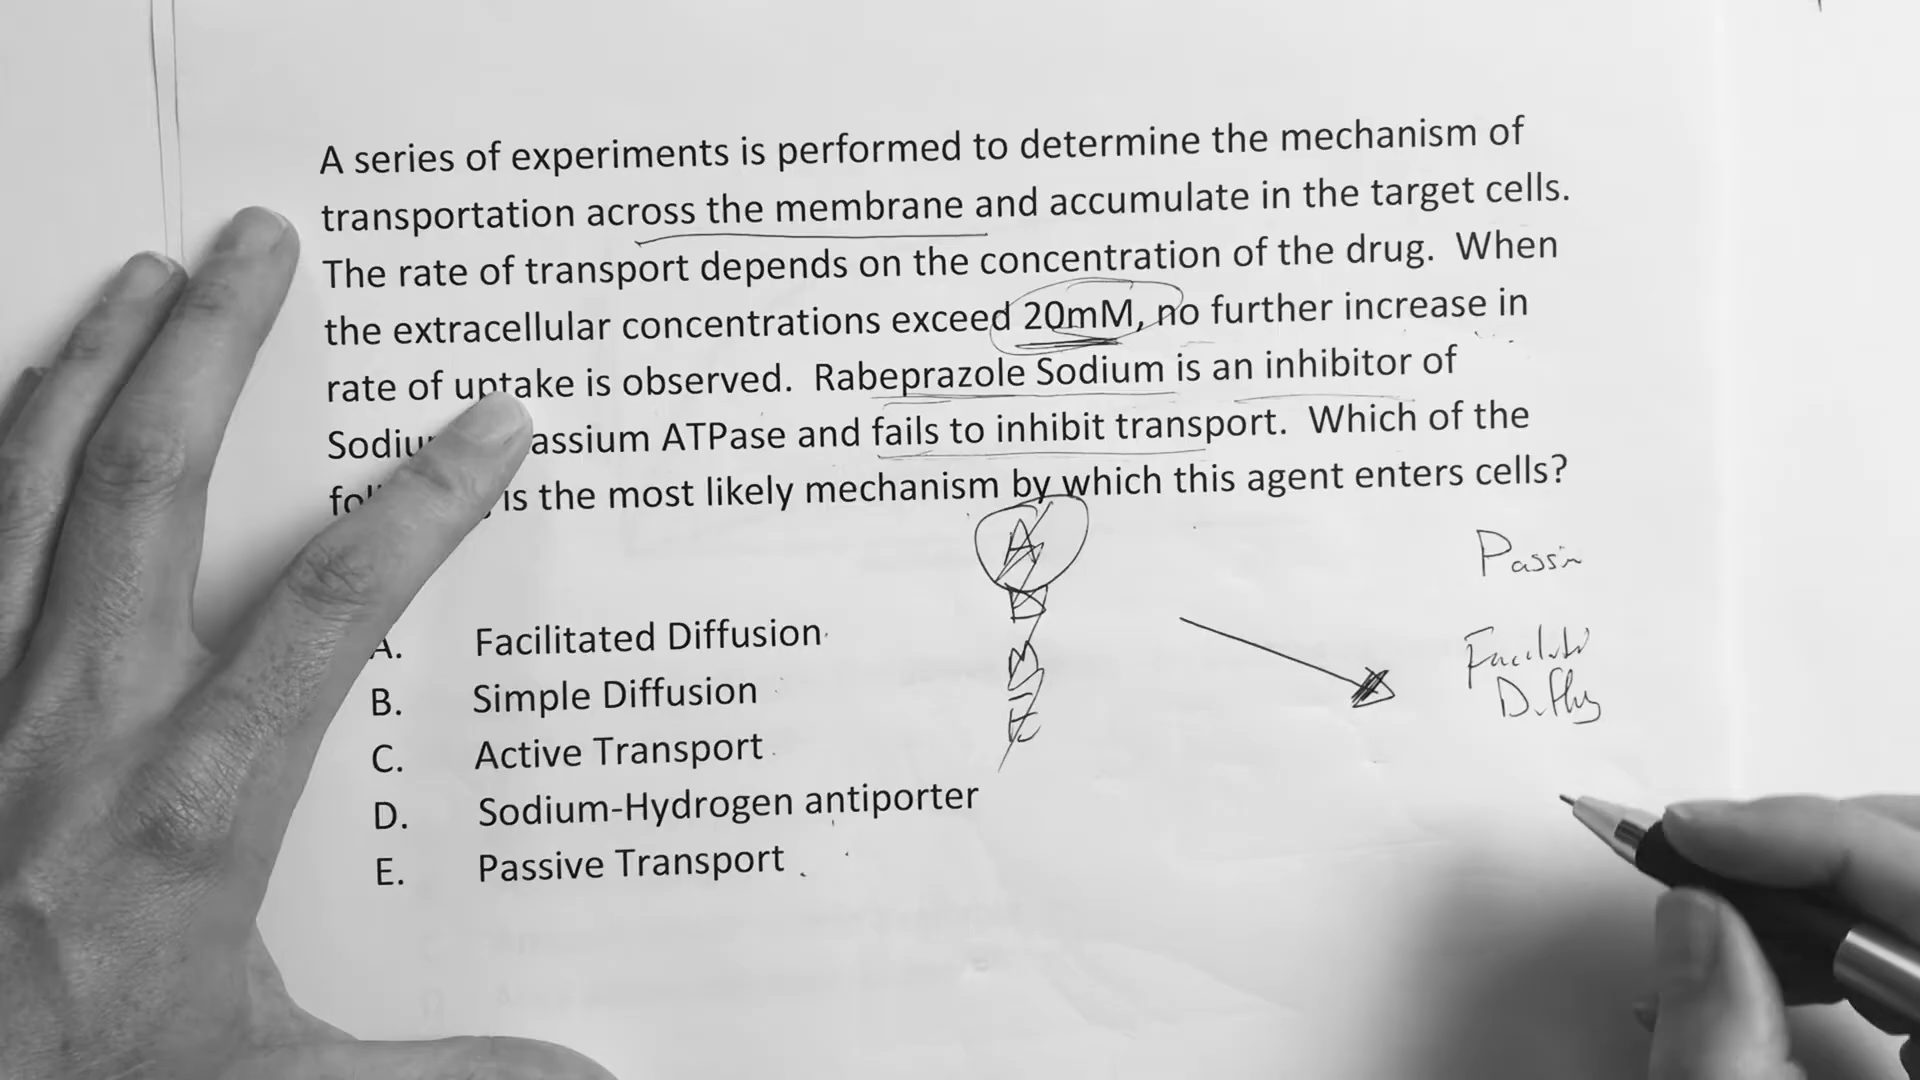 A series of experiments is performed to determine the mechanism of
transportation across the membrane and accumulate in the target cells.
The rate of transport depends on the concentration of the drug. When
the extracellular concentrations exceed 20mM, no further increase in
rate of uptake is observed. Rabeprazole Sodium is an inhibitor of
ATPase and fails to inhibit transport. Which of the
is the most likely mechanism by which this agent enters cells?
A
A. Facilitated Diffusion
B. Simple Diffusion
C. Active Transport
D. Sodium-Hydrogen antiporter
E. Passive Transport